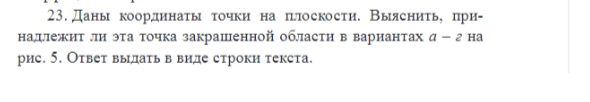 23. Даны координаты точки на плоскости. Выяснить, при-
надлежит ли эта точка закрашенной области в вариантах а – г на
рис. 5. Ответ выдать в виде строки текста.